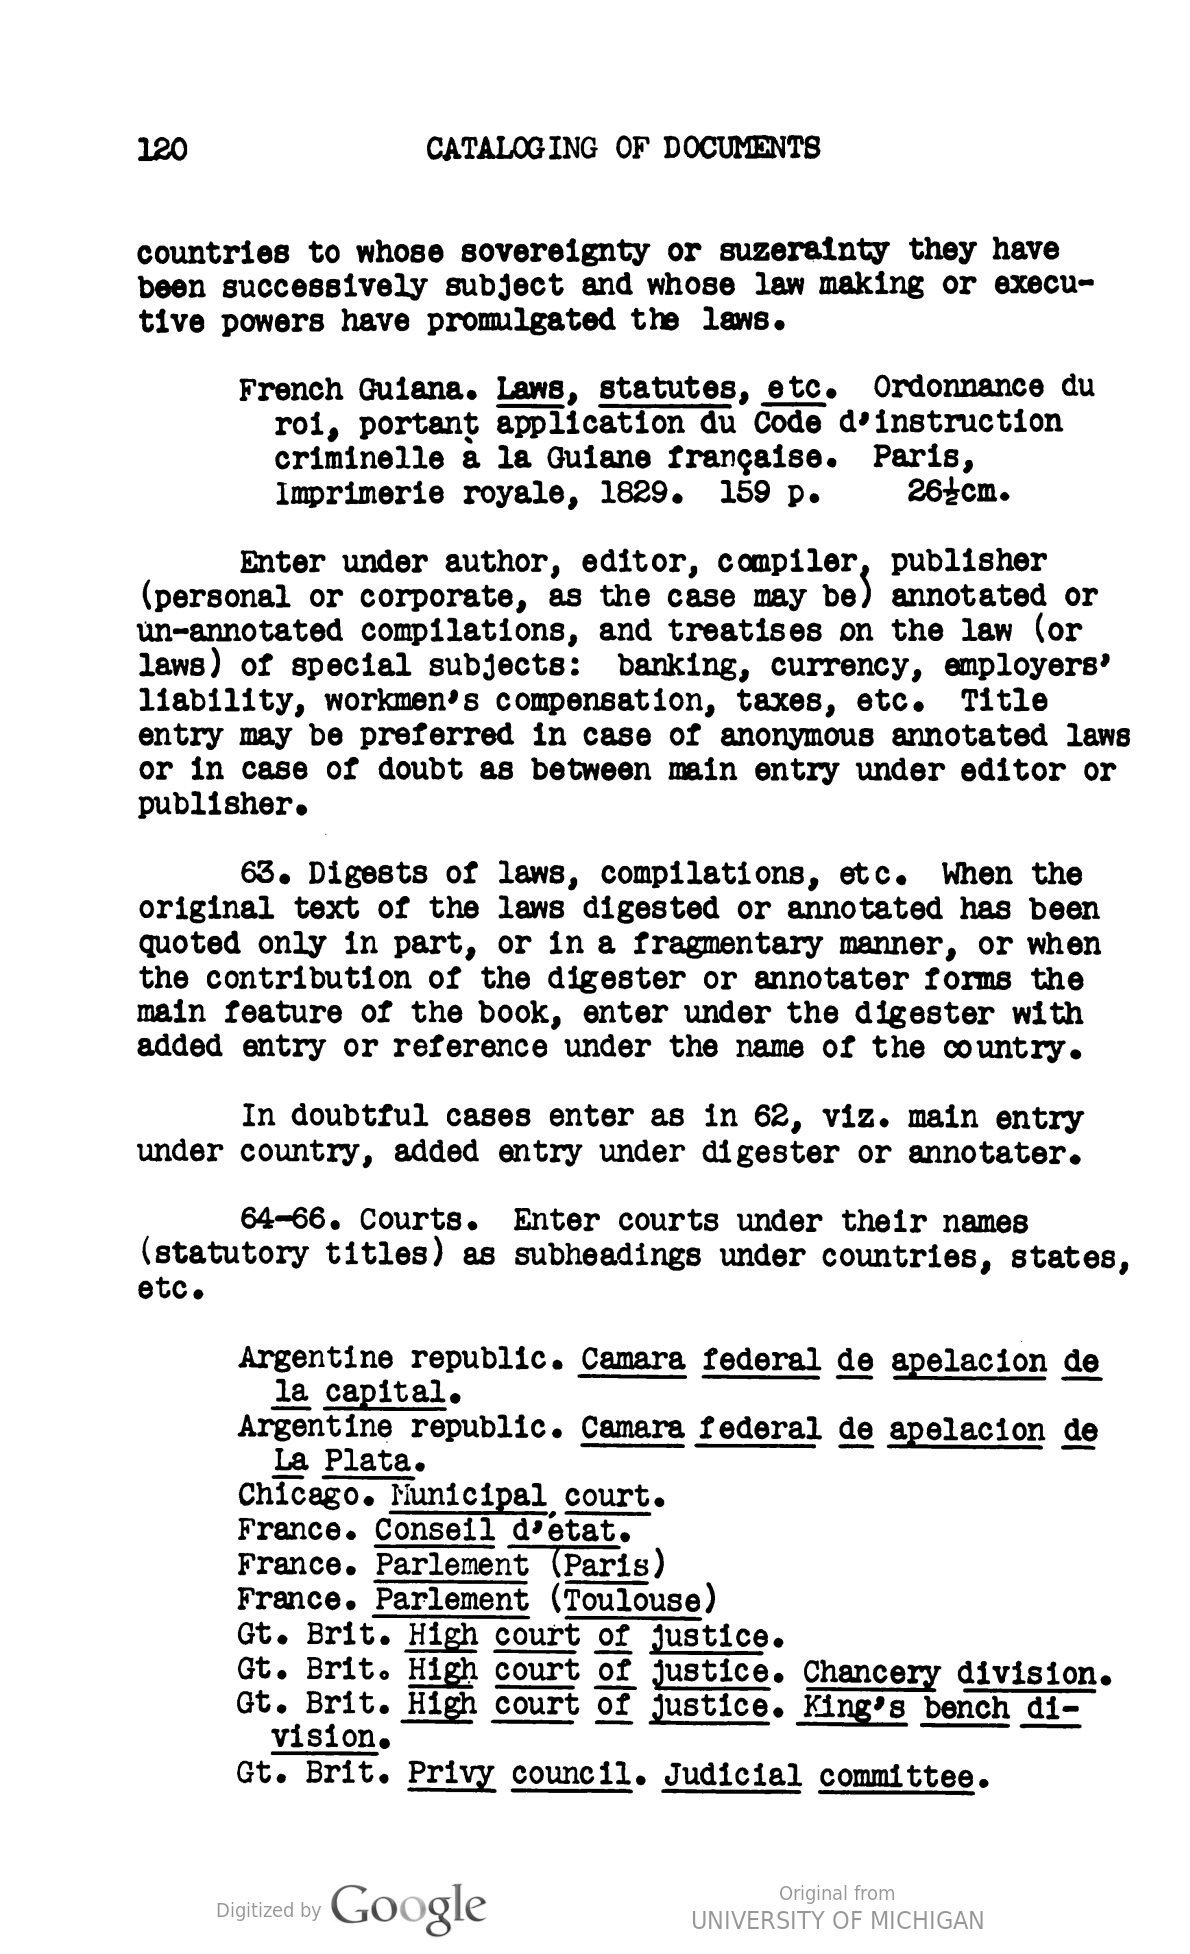 120 CATALOGING OF DOCUMENTS
countries to whose sovereignty or suzerainty they have
been successively subject and whose law making or execu-
tive powers have promulgated the laws.
French Guiana. Laws, statutes, etc. Ordonnance du
roi, portant application du Code d'instruction
criminelle à la Guiane française. Paris,
Imprimerie royale, 1829. 159 p. 26½cm.
Enter under author, editor, compiler, publisher
(personal or corporate, as the case may be) annotated or
un-annotated compilations, and treatises on the law (or
laws) of special subjects: banking, currency, employers'
liability, workmen's compensation, taxes, etc. Title
entry may be preferred in case of anonymous annotated laws
or in case of doubt as between main entry under editor or
publisher.
63. Digests of laws, compilations, etc. When the
original text of the laws digested or annotated has been
quoted only in part, or in a fragmentary manner, or when
the contribution of the digester or annotater forms the
main feature of the book, enter under the digester with
added entry or reference under the name of the country.
In doubtful cases enter as in 62, viz. main entry
under country, added entry under digester or annotater.
64-66. Courts. Enter courts under their names
(statutory titles) as subheadings under countries, states,
etc.
Argentine republic. Camara federal de apelacion de
la capital.
Argentine republic. Camara federal de apelacion de
La Plata.
Chicago. Municipal court.
France. Conseil d'état.
France. Parlement (Paris)
France. Parlement (Toulouse)
Gt. Brit. High court of justice.
Gt. Brit. High court of justice. Chancery division.
Gt. Brit. High court of justice. King's bench di-
vision.
Gt. Brit. Privy council. Judicial committee.
Digitized by Google
Original from
UNIVERSITY OF MICHIGAN